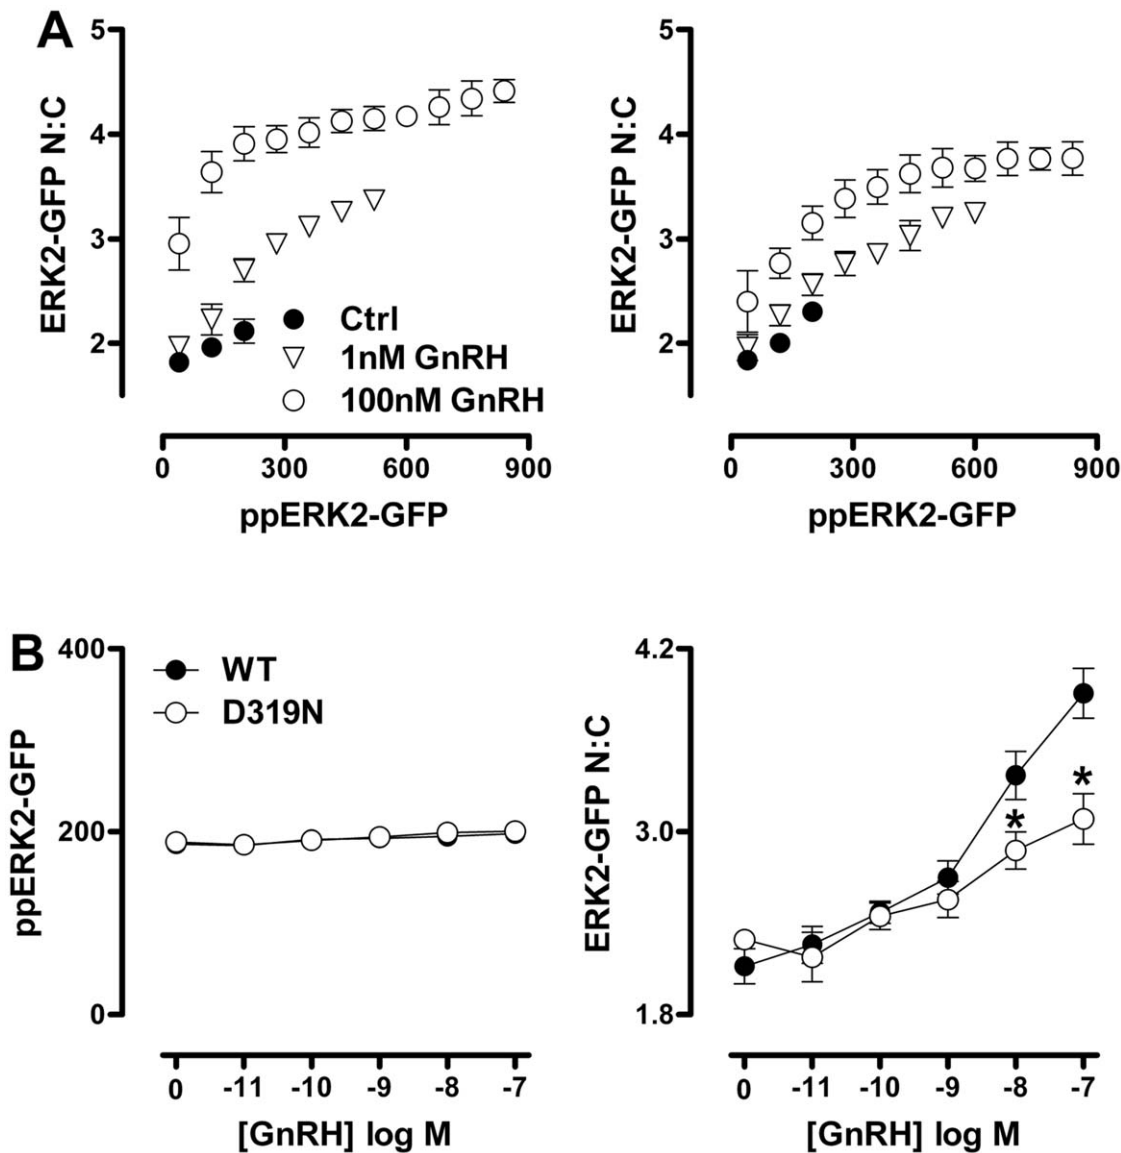 A
5
4
3
2
ERK2-GFP N:C
Ctrl
1nM GnRH
100nM GnRH
0 300 600 900
ppERK2-GFP
5
4
3
2
ERK2-GFP N:C
0 300 600 900
ppERK2-GFP
B
400
200
0
ppERK2-GFP
WT
D319N
0 -11 -10 -9 -8 -7
[GnRH] log M
4.2
3.0
1.8
ERK2-GFP N:C
*
*
0 -11 -10 -9 -8 -7
[GnRH] log M